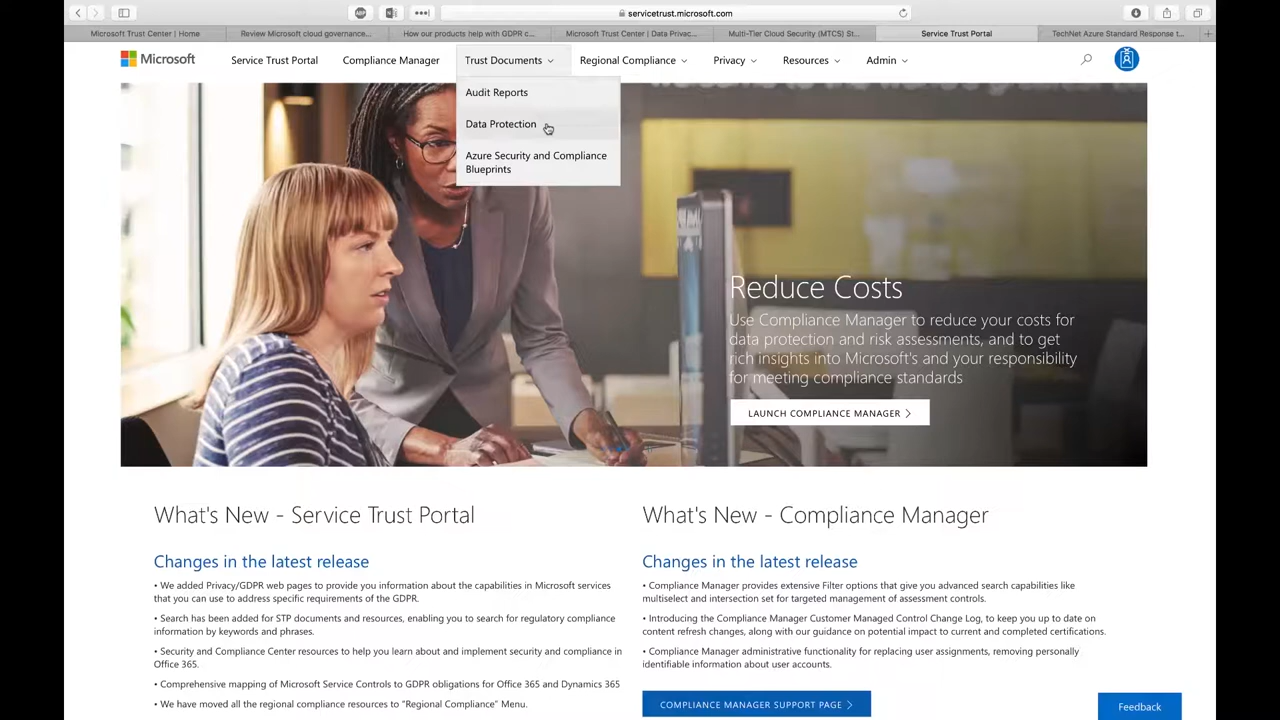 servicetrust.microsoft.com
Microsoft Trust Center | Home
Review Microsoft cloud governance...
How our products help with GDPR c...
Microsoft Trust Center | Data Privac...
Multi-Tier Cloud Security (MTCS) St...
Service Trust Portal
TechNet Azure Standard Response t...
Microsoft
Service Trust Portal
Compliance Manager
Trust Documents
Regional Compliance
Privacy
Resources
Admin
Audit Reports
Data Protection
Azure Security and Compliance
Blueprints
Reduce Costs
Use Compliance Manager to reduce your costs for
data protection and risk assessments, and to get
rich insights into Microsoft's and your responsibility
for meeting compliance standards
LAUNCH COMPLIANCE MANAGER
What's New - Service Trust Portal
Changes in the latest release
• We added Privacy/GDPR web pages to provide you information about the capabilities in Microsoft services
that you can use to address specific requirements of the GDPR.
• Search has been added for STP documents and resources, enabling you to search for regulatory compliance
information by keywords and phrases.
• Security and Compliance Center resources to help you learn about and implement security and compliance in
Office 365.
• Comprehensive mapping of Microsoft Service Controls to GDPR obligations for Office 365 and Dynamics 365
• We have moved all the regional compliance resources to "Regional Compliance" Menu.
What's New - Compliance Manager
Changes in the latest release
• Compliance Manager provides extensive Filter options that give you advanced search capabilities like
multiselect and intersection set for targeted management of assessment controls.
• Introducing the Compliance Manager Customer Managed Control Change Log, to keep you up to date on
content refresh changes, along with our guidance on potential impact to current and completed certifications.
• Compliance Manager administrative functionality for replacing user assignments, removing personally
identifiable information about user accounts.
COMPLIANCE MANAGER SUPPORT PAGE
Feedback